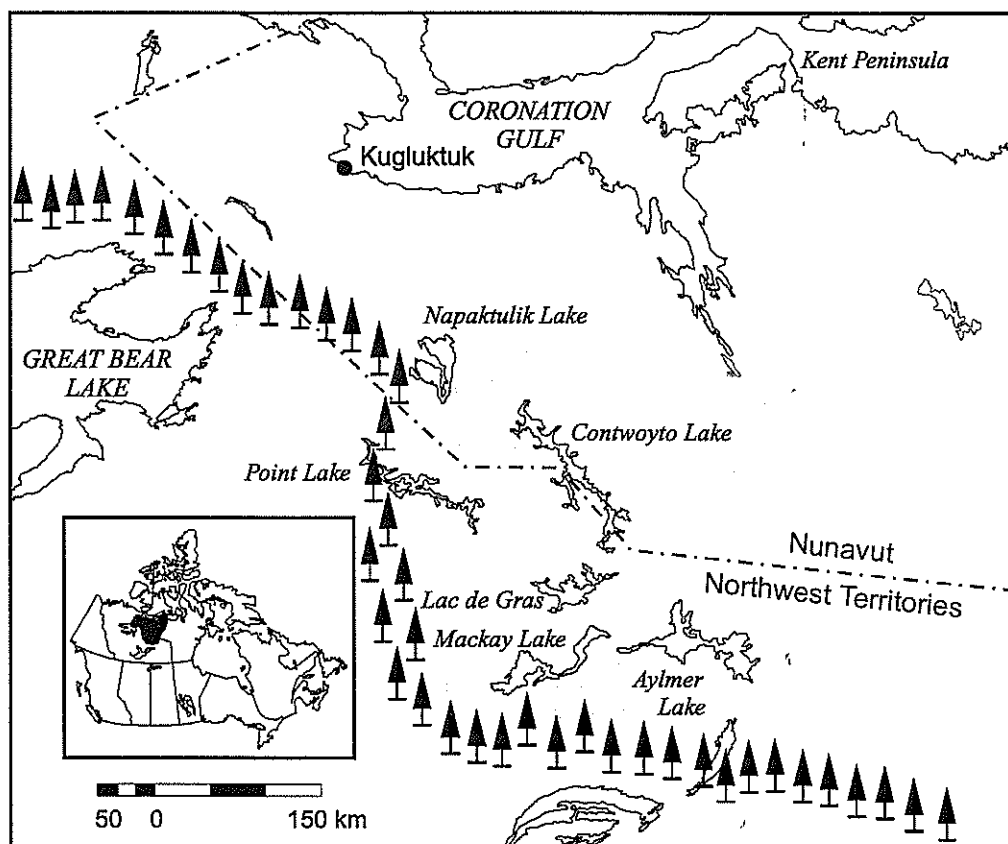 Kent Peninsula
CORONATION
GULF
Kugluktuk
Napaktulik Lake
GREAT BEAR
LAKE
Contwoyto Lake
Point Lake
Nunavut
Northwest Territories
Lac de Gras
Mackay Lake
Aylmer
Lake
50 0 150 km